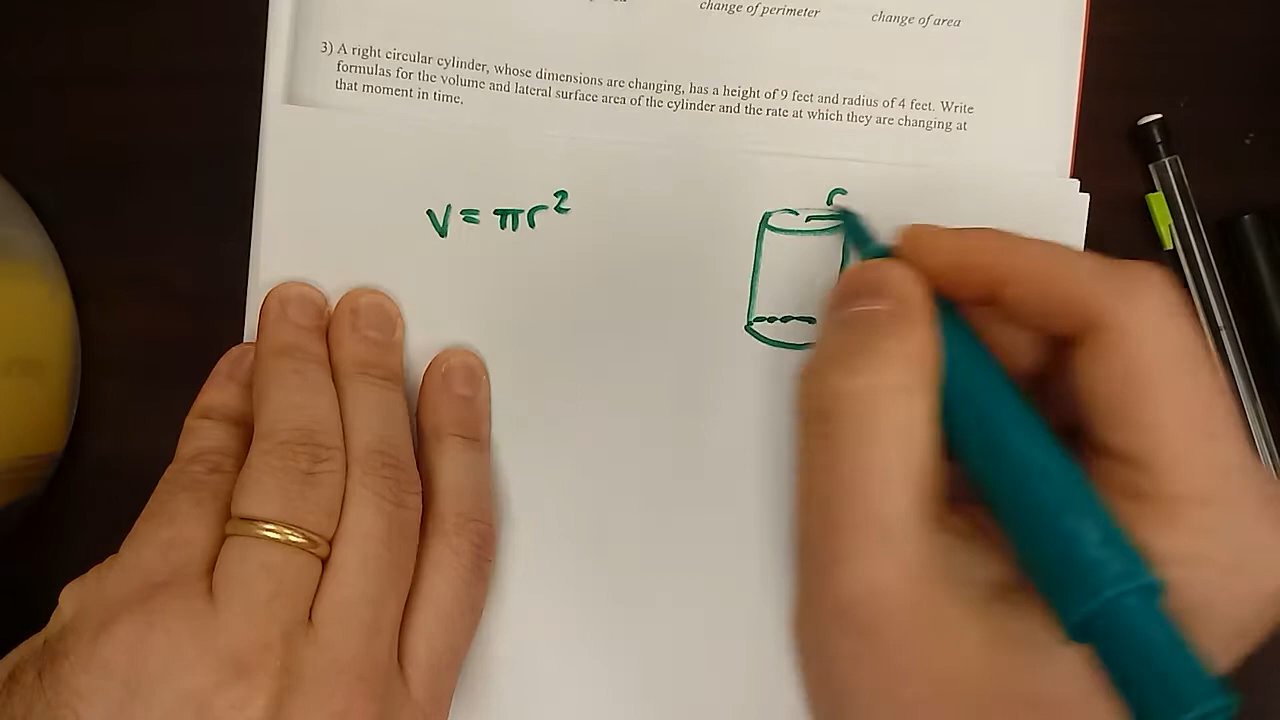 change of perimeter change of area
3) A right circular cylinder, whose dimensions are changing, has a height of 9 feet and radius of 4 feet. Write
formulas for the volume and lateral surface area of the cylinder and the rate at which they are changing at
that moment in time.
V = πr²
r